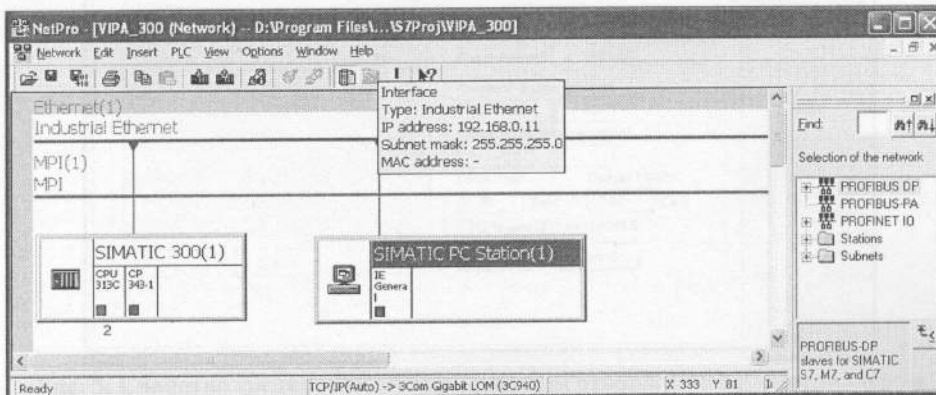 NetPro - [VIPA_300 (Network) -- D:\Program Files\...\S7Proj\VIPA_300]
Network Edit Insert PLC View Options Window Help
Ethernet(1)
Industrial Ethernet
MPI(1)
MPI
Interface
Type: Industrial Ethernet
IP address: 192.168.0.11
Subnet mask: 255.255.255.0
MAC address: -
SIMATIC 300(1)
CPU
313C
CP
343-1
2
SIMATIC PC Station(1)
IE
Genera
l
Find:
Selection of the network
PROFIBUS DP
PROFIBUS-PA
PROFINET IO
Stations
Subnets
PROFIBUS-DP
slaves for SIMATIC
S7, M7, and C7
Ready
TCP/IP(Auto) -> 3Com Gigabit LOM (3C940)
X 333 Y 81